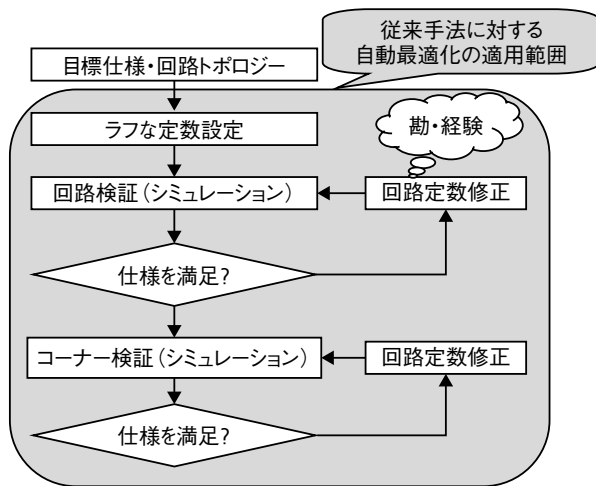 従来手法に対する
自動最適化の適用範囲
目標仕様・回路トポロジー
ラフな定数設定
勘・経験
回路検証（シミュレーション）
回路定数修正
仕様を満足?
コーナー検証（シミュレーション）
回路定数修正
仕様を満足?